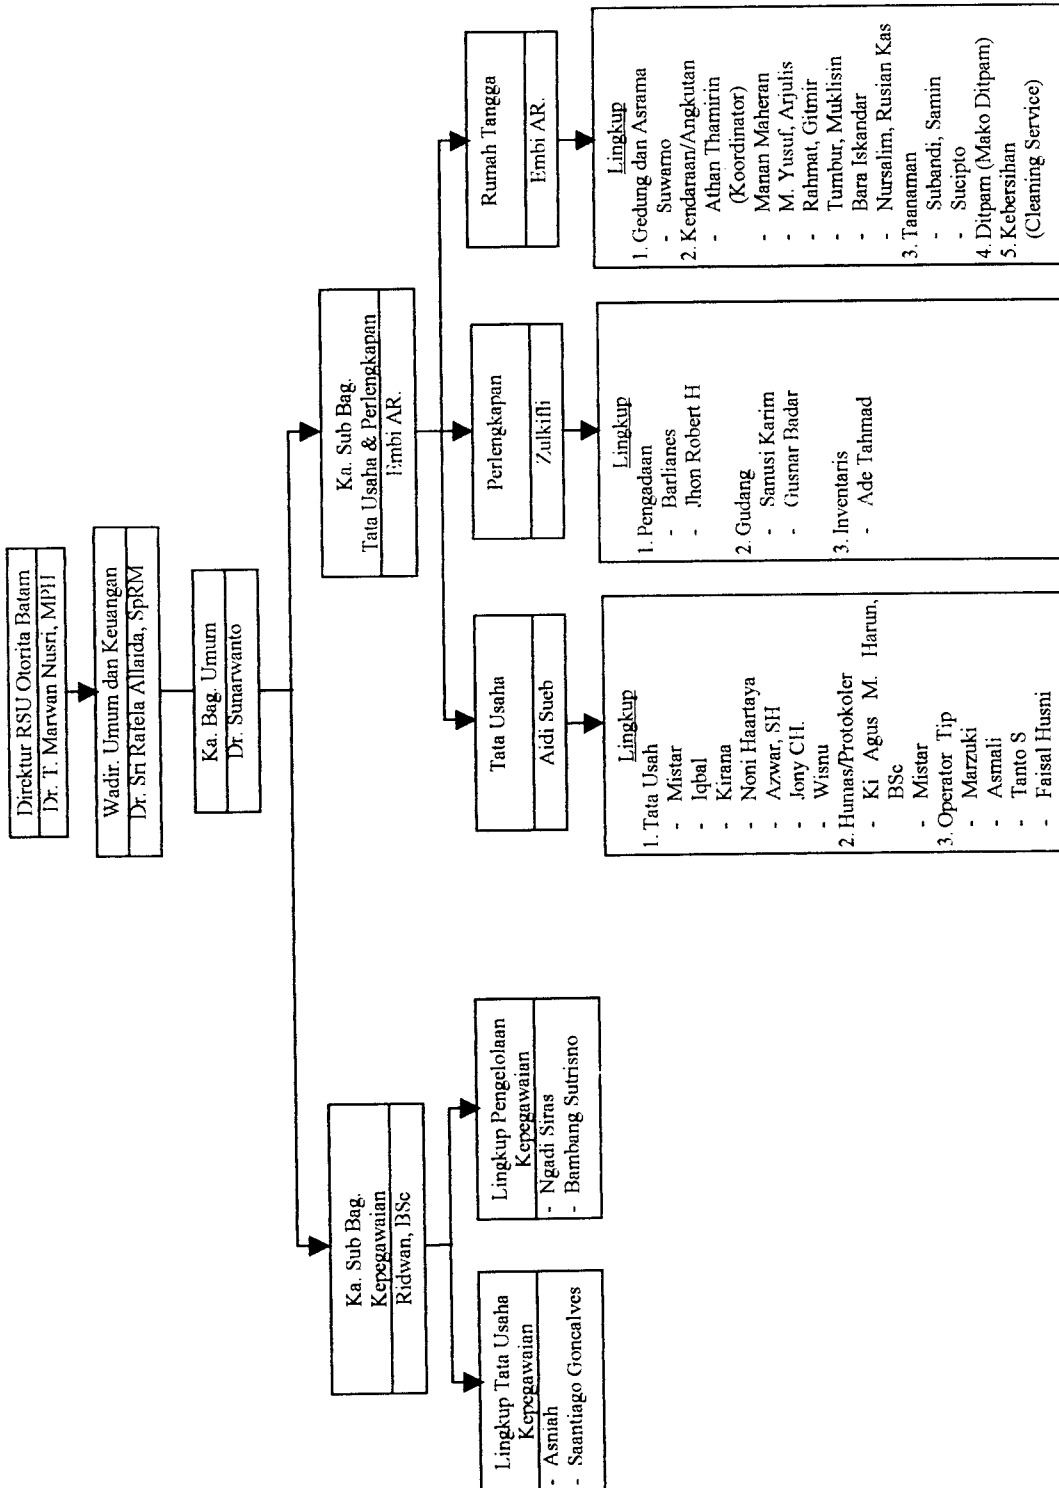 Direktur RSU Otorita Batam
Dr. T. Marwan Nusri, MPH
Wadir. Umum dan Keuangan
Dr. Sri Rafela Allaida, SpRM
Ka. Bag. Umum
Dr. Sunarwanto
Ka. Sub Bag.
Kepegawaian
Ridwan, BSc
Ka. Sub Bag.
Tata Usaha & Perlengkapan
Embi AR.
Lingkup Tata Usaha
Kepegawaian
- Asniah
- Saantiago Goncalves
Lingkup Pengelolaan
Kepegawaian
- Ngadi Siras
- Bambang Sutrisno
Tata Usaha
Aidi Sueb
Perlengkapan
Zulkifli
Rumah Tangga
Embi AR.
Lingkup
1. Tata Usah
- Mistar
- Iqbal
- Kirana
- Noni Haartaya
- Azwar, SH
- Jony CH.
- Wisnu
2. Humas/Protokoler
- Ki Agus M. Harun,
BSc
- Mistar
3. Operator Tip
- Marzuki
- Asmali
- Tanto S
- Faisal Husni
Lingkup
1. Pengadaan
- Barlianes
- Jhon Robert H
2. Gudang
- Sanusi Karim
- Gusnar Badar
3. Inventaris
- Ade Tahmad
Lingkup
1. Gedung dan Asrama
- Suwarno
2. Kendaraan/Angkutan
- Athan Thamirin
(Koordinator)
- Manan Maheran
- M. Yusuf, Arjulis
- Rahmat, Gitmir
- Tumbur, Muklisin
- Bara Iskandar
- Nursalim, Rusian Kas
3. Taanaman
- Subandi, Samin
- Sucipto
4. Ditpam (Mako Ditpam)
5. Kebersihan
(Cleaning Service)